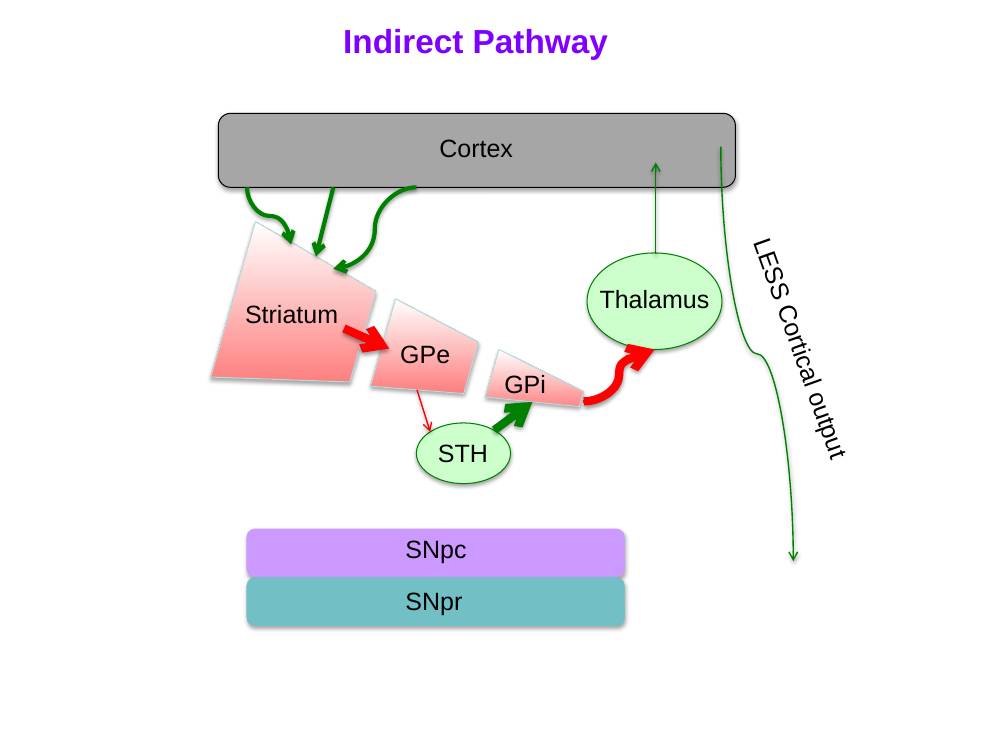 Indirect Pathway
Cortex
Striatum
GPe
GPi
Thalamus
STH
LESS Cortical output
SNpc
SNpr